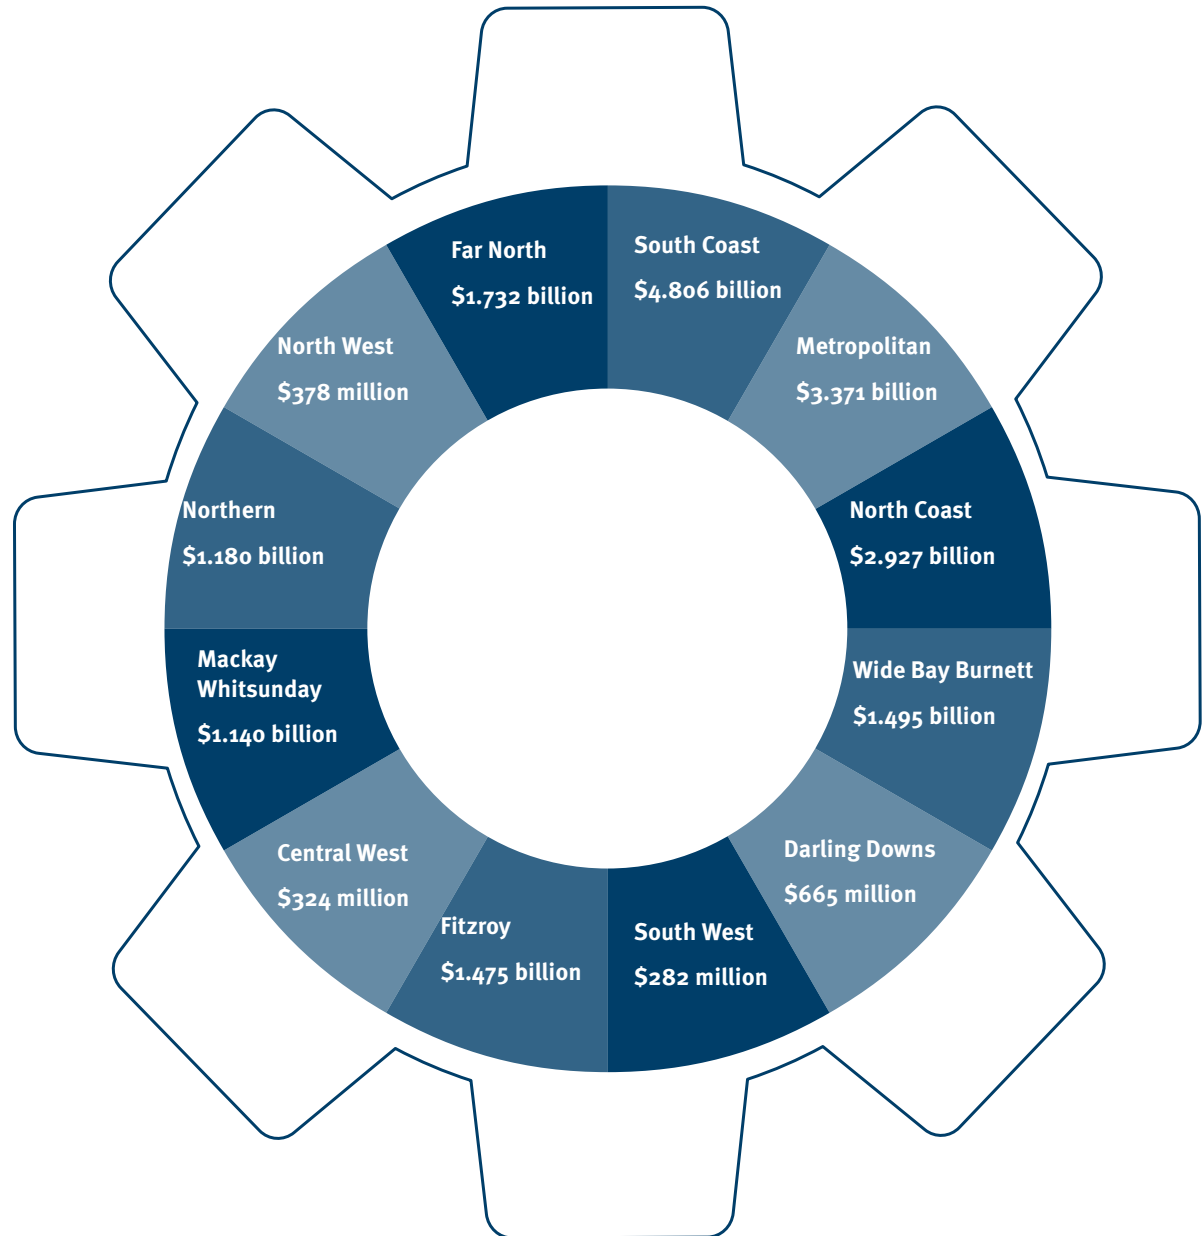 South Coast
$4.806 billion
Metropolitan
$3.371 billion
North Coast
$2.927 billion
Wide Bay Burnett
$1.495 billion
Darling Downs
$665 million
South West
$282 million
Fitzroy
$1.475 billion
Central West
$324 million
Mackay
Whitsunday
$1.140 billion
Northern
$1.180 billion
North West
$378 million
Far North
$1.732 billion